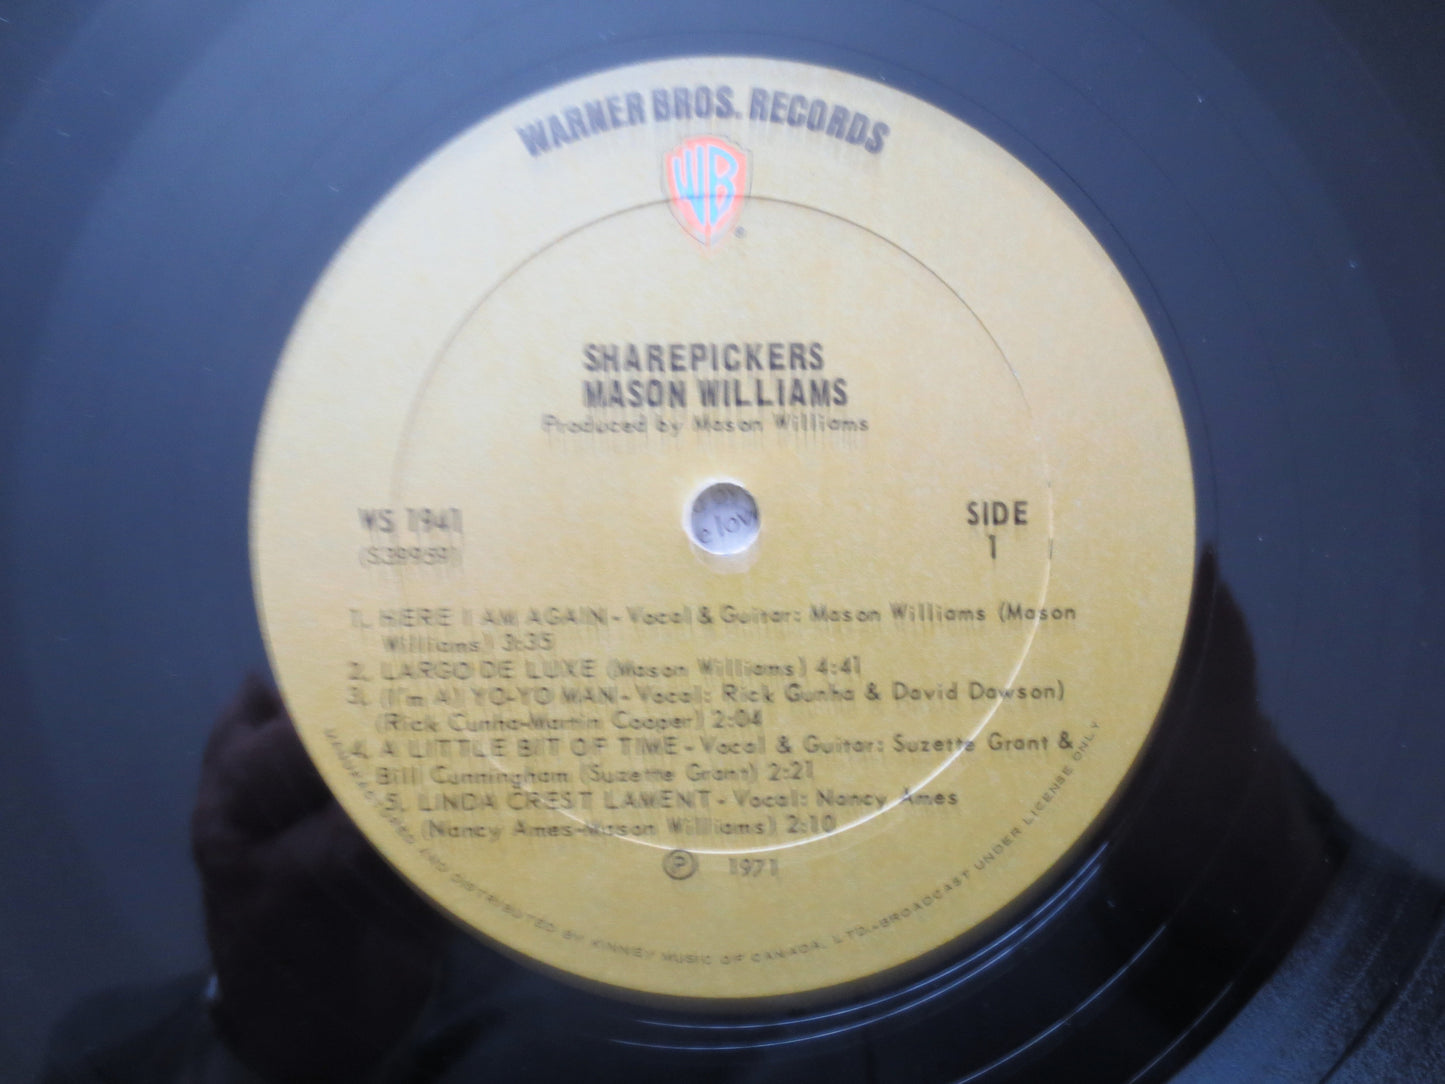 WARNER BROS. RECORDS
WB
®
SHAREPICKERS
MASON WILLIAMS
Produced by Mason Williams
WS 1941
(S39959)
SIDE
1
elov
1. HERE I AM AGAIN - Vocal & Guitar: Mason Williams (Mason
Williams) 3:35
2. LARGO DE LUXE (Mason Williams) 4:41
3. (I'm A) YO-YO MAN - Vocal: Rick Gunha & David Dawson)
(Rick Cunha-Martin Cooper) 2:04
4. A LITTLE BIT OF TIME - Vocal & Guitar: Suzette Grant &
Bill Cunningham (Suzette Grant) 2:21
5. LINDA CREST LAMENT - Vocal: Nancy Ames
(Nancy Ames-Mason Williams) 2:10
Ⓟ 1971
MANUFACTURED AND DISTRIBUTED BY KINNEY MUSIC OF CANADA, LTD.-BROADCAST UNDER LICENSE ONLY